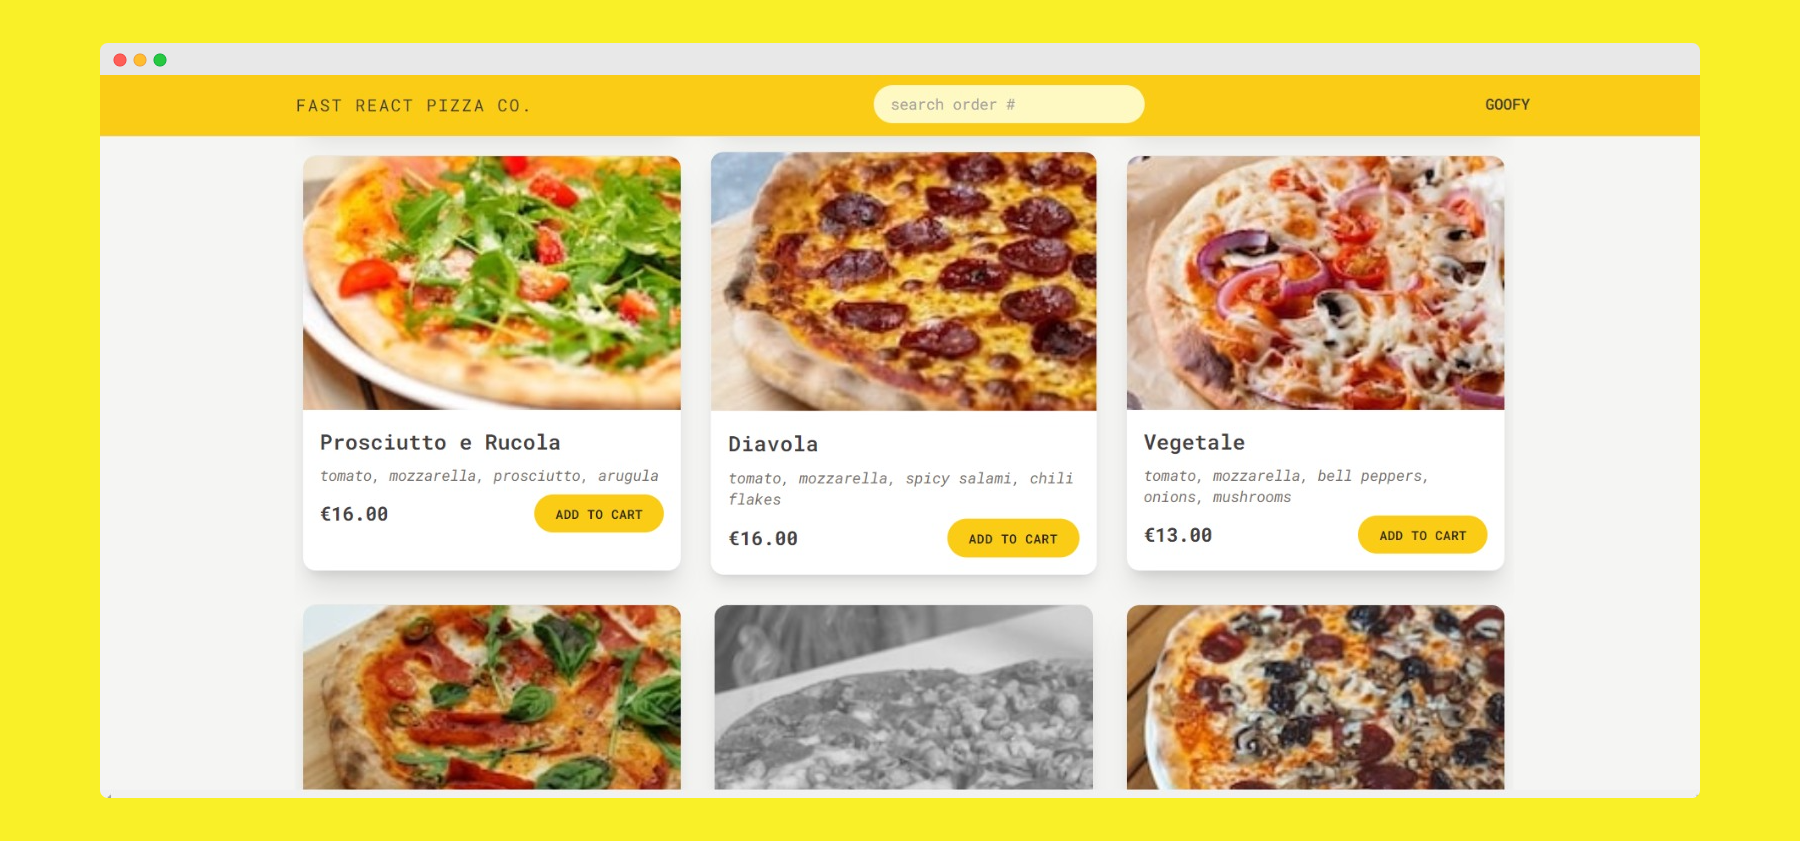 FAST REACT PIZZA CO.
search order #
GOOFY
Prosciutto e Rucola
tomato, mozzarella, prosciutto, arugula
€16.00
ADD TO CART
Diavola
tomato, mozzarella, spicy salami, chili
flakes
€16.00
ADD TO CART
Vegetale
tomato, mozzarella, bell peppers,
onions, mushrooms
€13.00
ADD TO CART